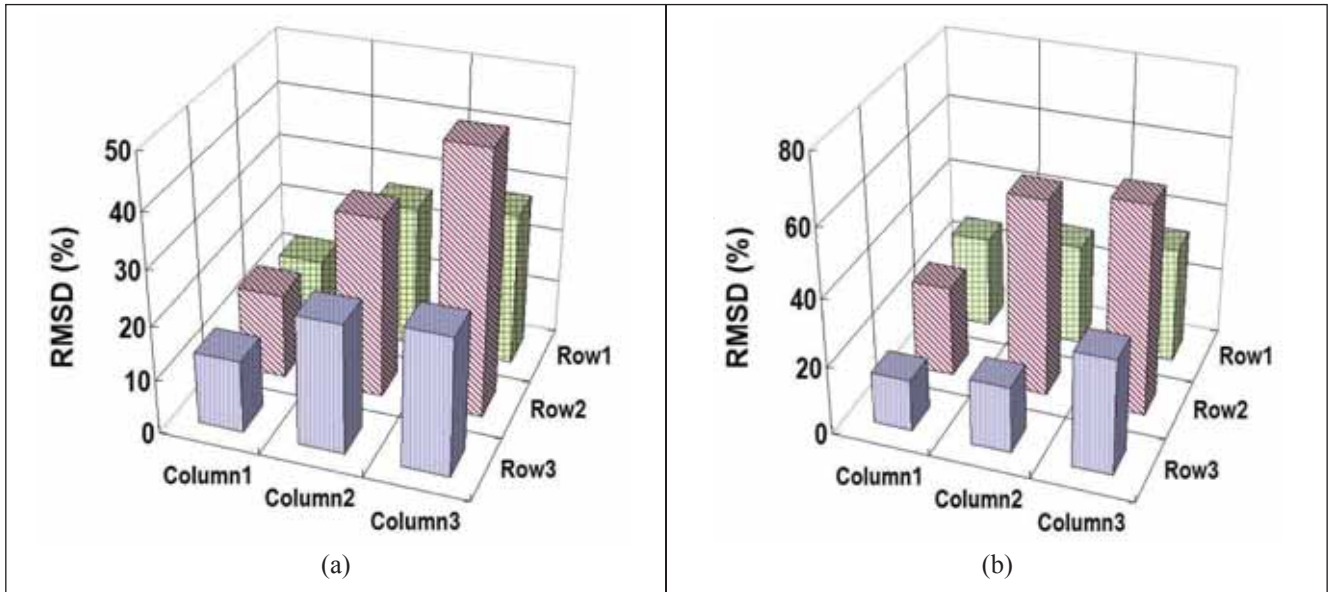 RMSD (%)
50
40
30
20
10
0
Column1
Column2
Column3
Row1
Row2
Row3
(a)
RMSD (%)
80
60
40
20
0
Column1
Column2
Column3
Row1
Row2
Row3
(b)